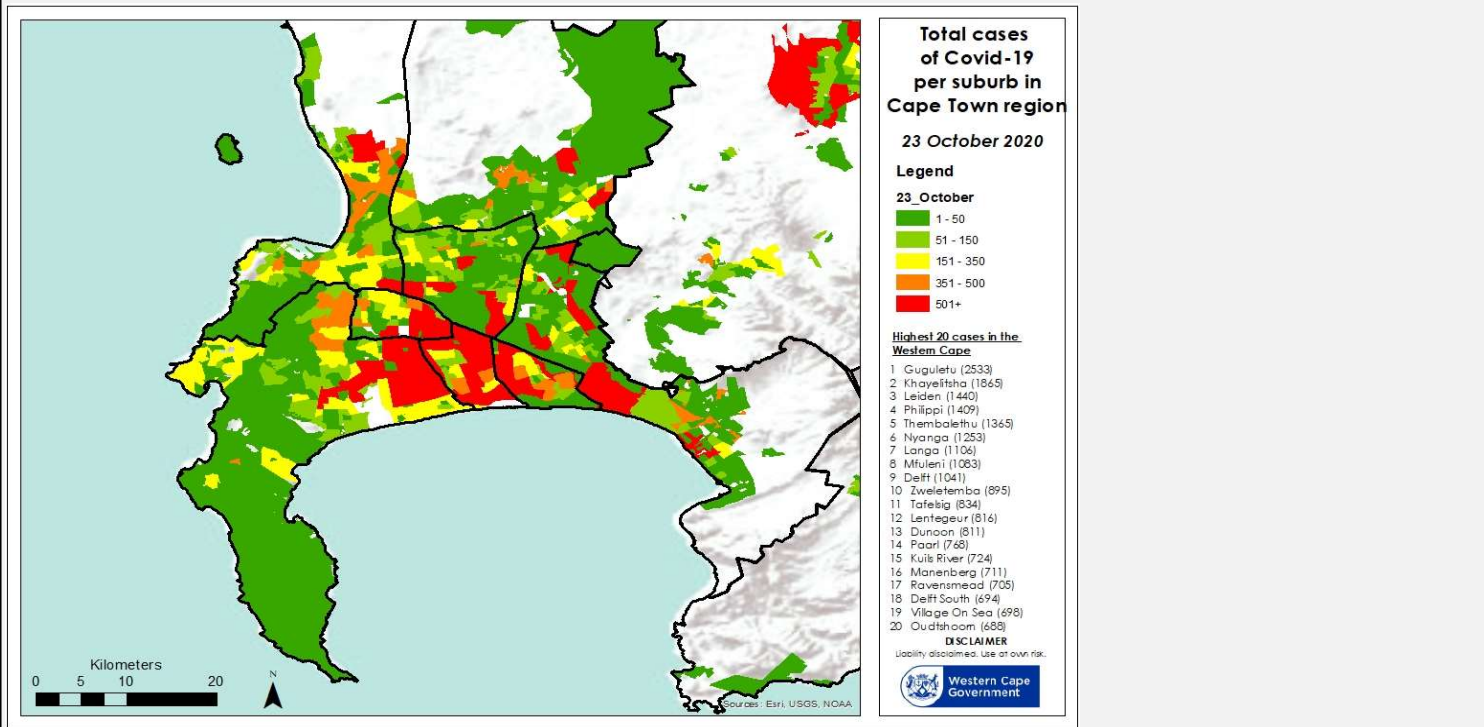 Total cases
of Covid-19
per suburb in
Cape Town region
23 October 2020
Legend
23_October
1 - 50
51 - 150
151 - 350
351 - 500
501+
Highest 20 cases in the
Western Cape
1 Guguletu (2533)
2 Khayelitsha (1865)
3 Leiden (1440)
4 Philippi (1409)
5 Thembalethu (1365)
6 Nyanga (1253)
7 Langa (1106)
8 Mfuleni (1083)
9 Delft (1041)
10 Zweletemba (895)
11 Tafelsig (834)
12 Lentegeur (816)
13 Dunoon (811)
14 Paarl (768)
15 Kuils River (724)
16 Manenberg (711)
17 Ravensmead (705)
18 Delft South (694)
19 Village On Sea (698)
20 Oudtshoorn (688)
DISCLAIMER
Liability disclaimed. Use at own risk.
Western Cape
Government
Kilometers
0 5 10 20
N
Sources: Esri, USGS, NOAA